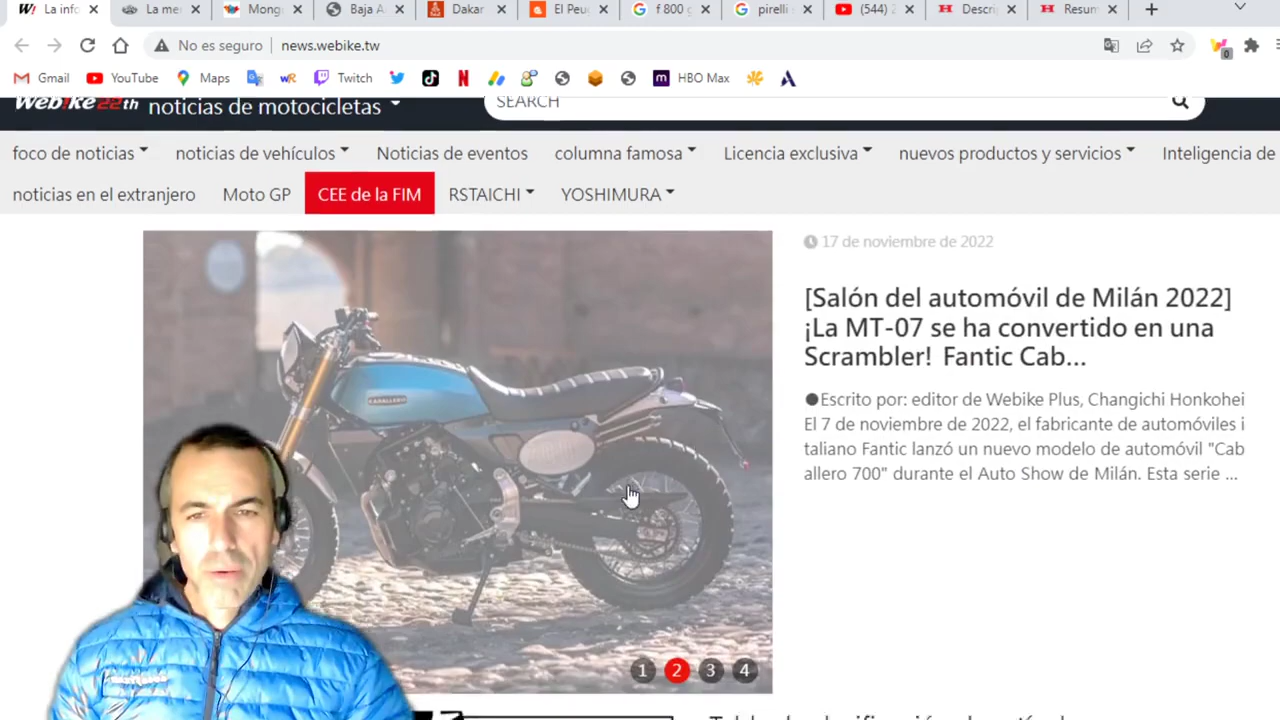 La info
La me
Mong
Baja A
Dakar
El Peu
f 800 g
pirelli s
(544) 2
Descri
Resum
No es seguro
news.webike.tw
Gmail
YouTube
Maps
Twitch
HBO Max
0
Webike 22th
noticias de motocicletas
SEARCH
foco de noticias
noticias de vehículos
Noticias de eventos
columna famosa
Licencia exclusiva
nuevos productos y servicios
Inteligencia de
noticias en el extranjero
Moto GP
CEE de la FIM
RSTAICHI
YOSHIMURA
17 de noviembre de 2022
[Salón del automóvil de Milán 2022]
¡La MT-07 se ha convertido en una
Scrambler! Fantic Cab...
●Escrito por: editor de Webike Plus, Changichi Honkohei
El 7 de noviembre de 2022, el fabricante de automóviles i
taliano Fantic lanzó un nuevo modelo de automóvil "Cab
allero 700" durante el Auto Show de Milán. Esta serie ...
CABALLERO
1 2 3 4